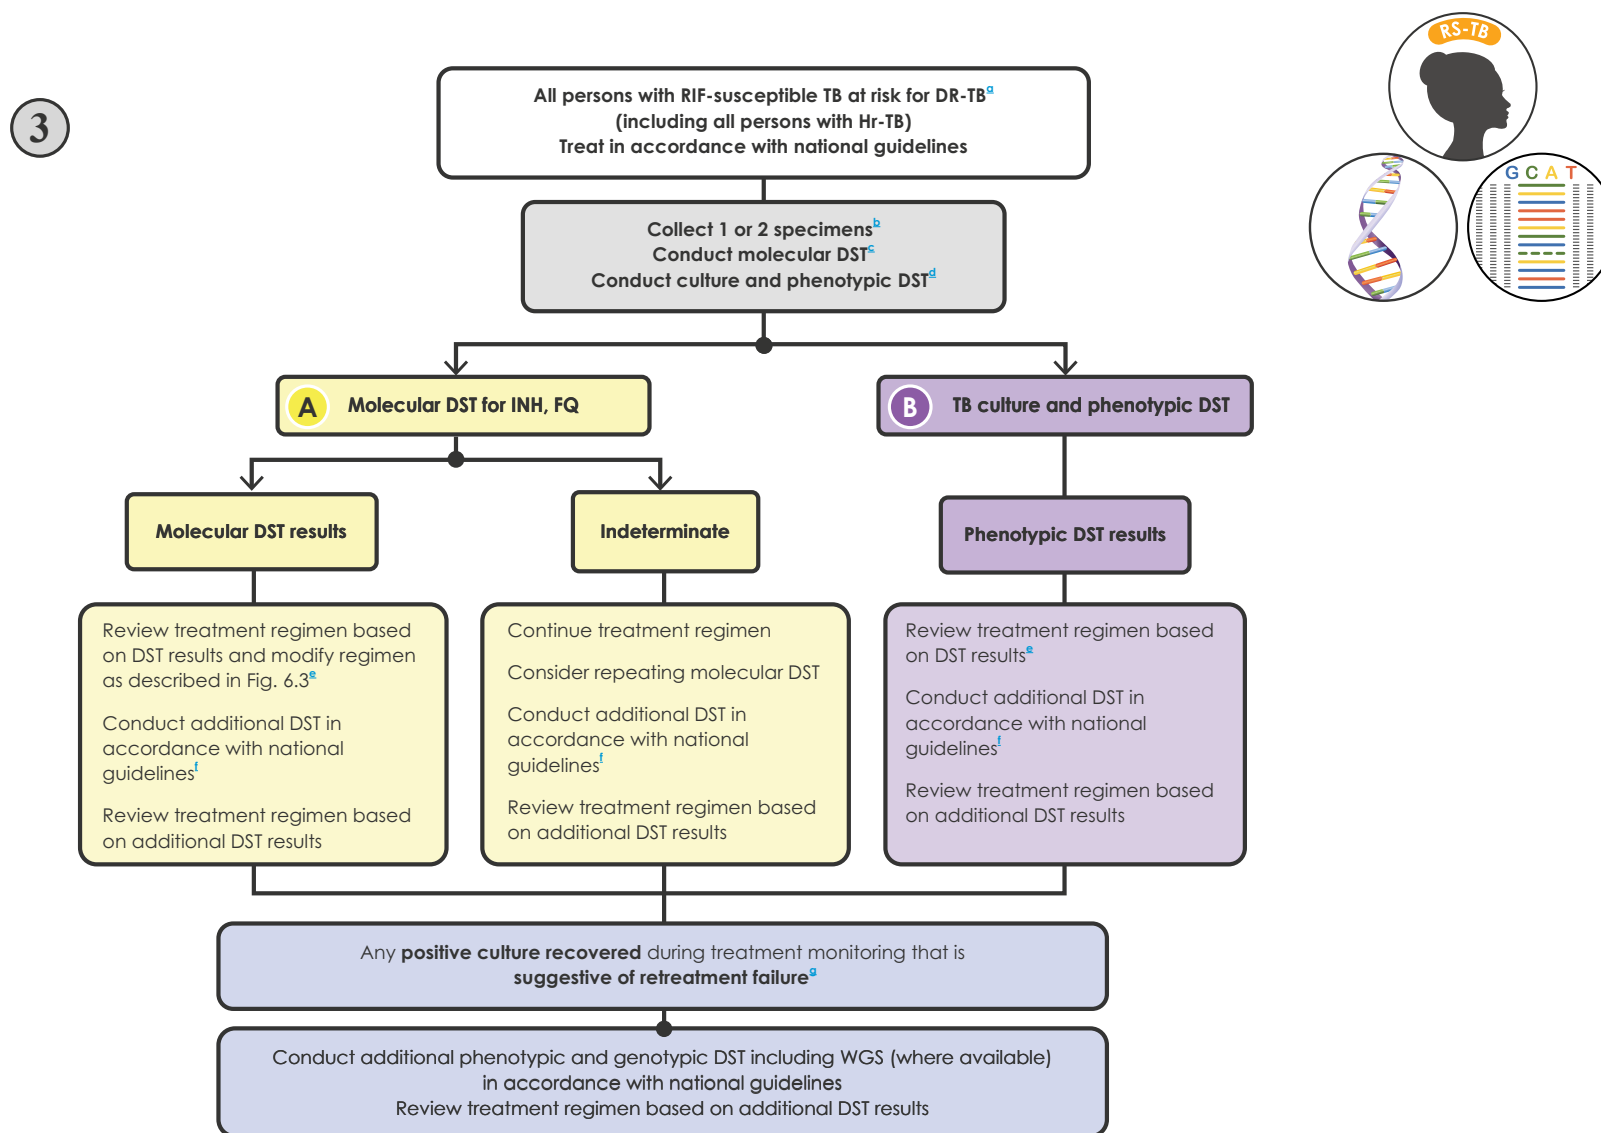 3
RS-TB
G C A T
All persons with RIF-susceptible TB at risk for DR-TBa
(including all persons with Hr-TB)
Treat in accordance with national guidelines
Collect 1 or 2 specimensb
Conduct molecular DSTc
Conduct culture and phenotypic DSTd
A Molecular DST for INH, FQ
B TB culture and phenotypic DST
Molecular DST results
Indeterminate
Phenotypic DST results
Review treatment regimen based
on DST results and modify regimen
as described in Fig. 6.3e
Conduct additional DST in
accordance with national
guidelinesf
Review treatment regimen based
on additional DST results
Continue treatment regimen
Consider repeating molecular DST
Conduct additional DST in
accordance with national
guidelinesf
Review treatment regimen based
on additional DST results
Review treatment regimen based
on DST resultse
Conduct additional DST in
accordance with national
guidelinesf
Review treatment regimen based
on additional DST results
Any positive culture recovered during treatment monitoring that is
suggestive of retreatment failureg
Conduct additional phenotypic and genotypic DST including WGS (where available)
in accordance with national guidelines
Review treatment regimen based on additional DST results